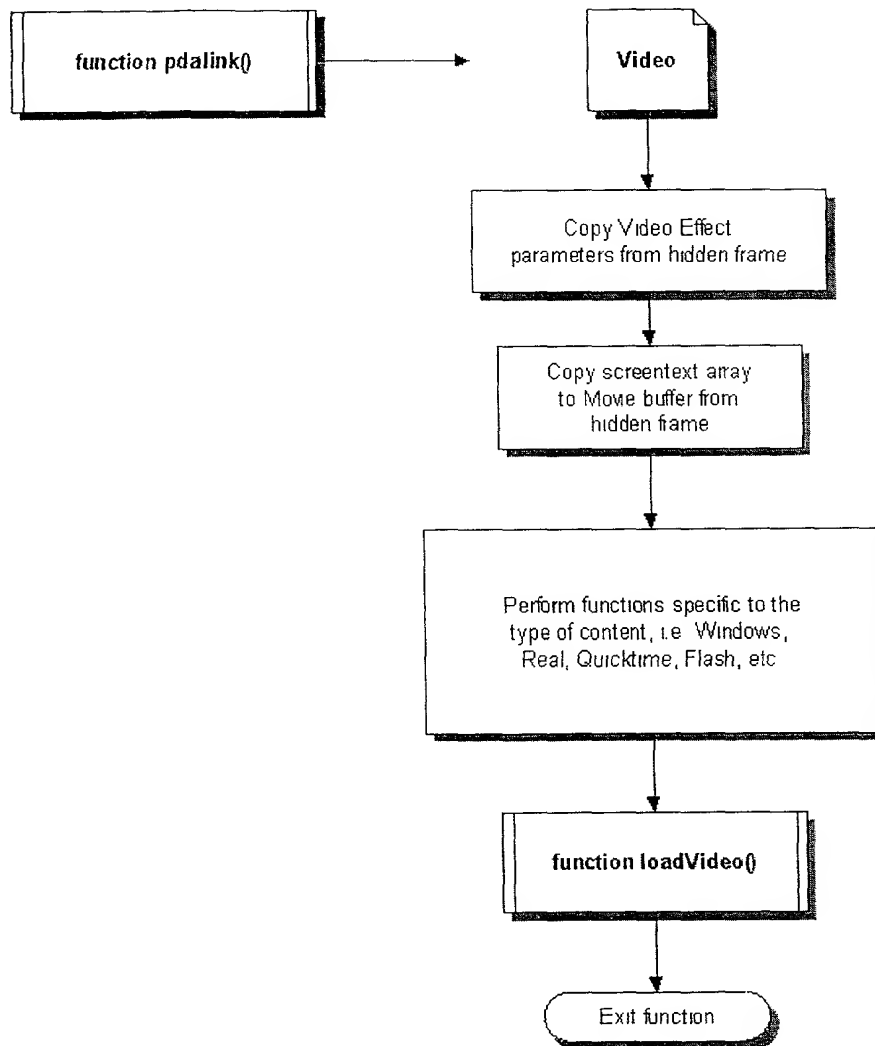 function pdalink()
Video
Copy Video Effect
parameters from hidden frame
Copy screentext array
to Movie buffer from
hidden frame
Perform functions specific to the
type of content, i.e Windows,
Real, Quicktime, Flash, etc
function loadVideo()
Exit function